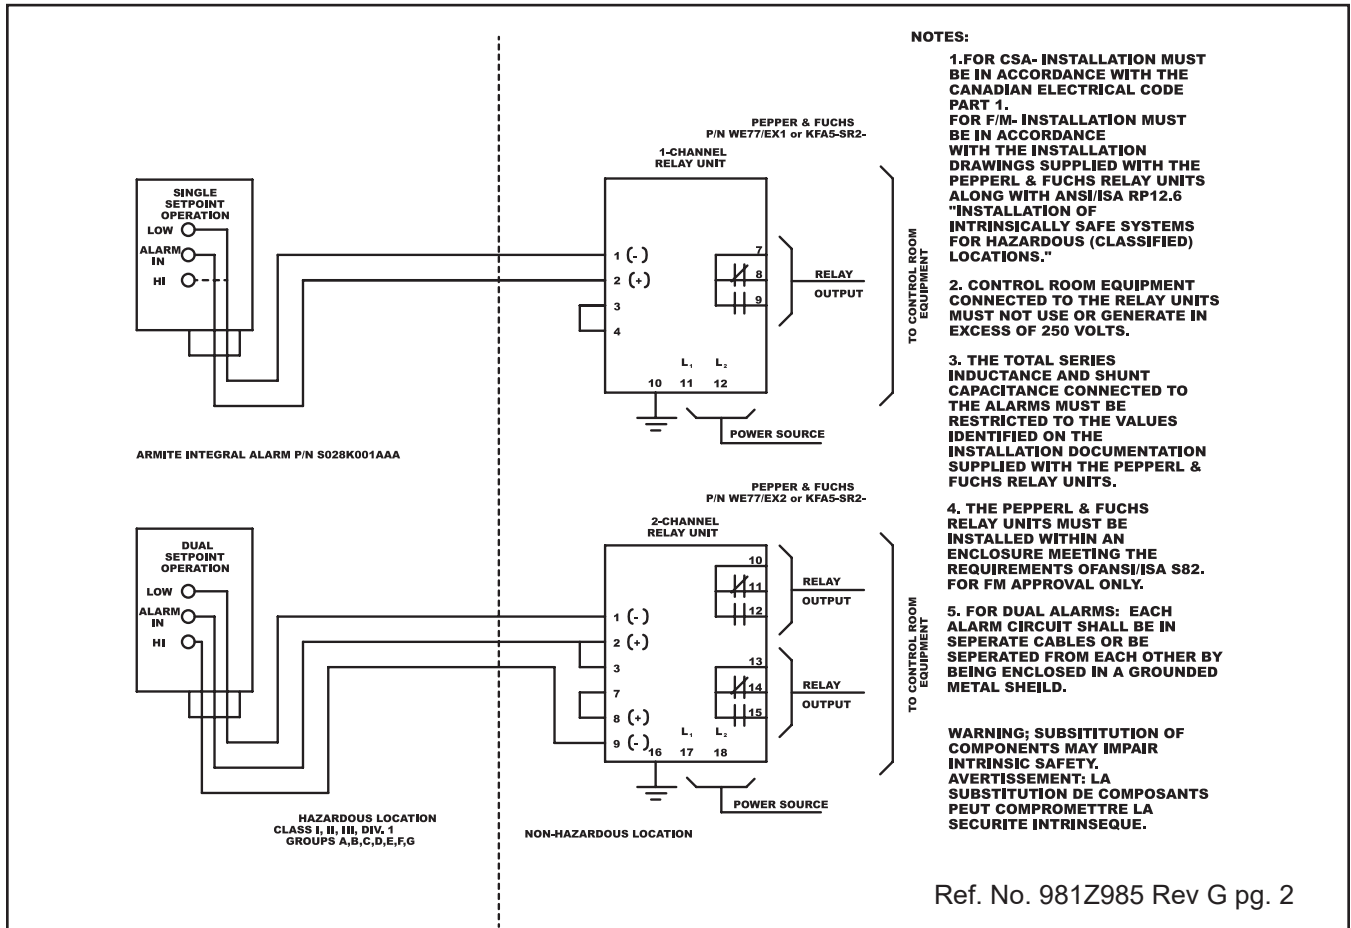 NOTES:
1.FOR CSA- INSTALLATION MUST
BE IN ACCORDANCE WITH THE
CANADIAN ELECTRICAL CODE
PART 1.
FOR F/M- INSTALLATION MUST
BE IN ACCORDANCE
WITH THE INSTALLATION
DRAWINGS SUPPLIED WITH THE
PEPPERL & FUCHS RELAY UNITS
ALONG WITH ANSI/ISA RP12.6
"INSTALLATION OF
INTRINSICALLY SAFE SYSTEMS
FOR HAZARDOUS (CLASSIFIED)
LOCATIONS."
2. CONTROL ROOM EQUIPMENT
CONNECTED TO THE RELAY UNITS
MUST NOT USE OR GENERATE IN
EXCESS OF 250 VOLTS.
3. THE TOTAL SERIES
INDUCTANCE AND SHUNT
CAPACITANCE CONNECTED TO
THE ALARMS MUST BE
RESTRICTED TO THE VALUES
IDENTIFIED ON THE
INSTALLATION DOCUMENTATION
SUPPLIED WITH THE PEPPERL &
FUCHS RELAY UNITS.
4. THE PEPPERL & FUCHS
RELAY UNITS MUST BE
INSTALLED WITHIN AN
ENCLOSURE MEETING THE
REQUIREMENTS OFANSI/ISA S82.
FOR FM APPROVAL ONLY.
5. FOR DUAL ALARMS: EACH
ALARM CIRCUIT SHALL BE IN
SEPERATE CABLES OR BE
SEPERATED FROM EACH OTHER BY
BEING ENCLOSED IN A GROUNDED
METAL SHEILD.
WARNING; SUBSITITUTION OF
COMPONENTS MAY IMPAIR
INTRINSIC SAFETY.
AVERTISSEMENT: LA
SUBSTITUTION DE COMPOSANTS
PEUT COMPROMETTRE LA
SECURITE INTRINSEQUE.
PEPPER & FUCHS
P/N WE77/EX1 or KFA5-SR2-
1-CHANNEL
RELAY UNIT
SINGLE
SETPOINT
OPERATION
LOW
ALARM
IN
HI
1 (-)
2 (+)
3
4
7
8
9
RELAY
OUTPUT
TO CONTROL ROOM
EQUIPMENT
L1
L2
10
11
12
POWER SOURCE
ARMITE INTEGRAL ALARM P/N S028K001AAA
PEPPER & FUCHS
P/N WE77/EX2 or KFA5-SR2-
2-CHANNEL
RELAY UNIT
DUAL
SETPOINT
OPERATION
LOW
ALARM
IN
HI
1 (-)
2 (+)
3
7
8 (+)
9 (-)
10
11
12
RELAY
OUTPUT
13
14
15
RELAY
OUTPUT
TO CONTROL ROOM
EQUIPMENT
L1
L2
16
17
18
POWER SOURCE
HAZARDOUS LOCATION
CLASS I, II, III, DIV. 1
GROUPS A,B,C,D,E,F,G
NON-HAZARDOUS LOCATION
Ref. No. 981Z985 Rev G pg. 2